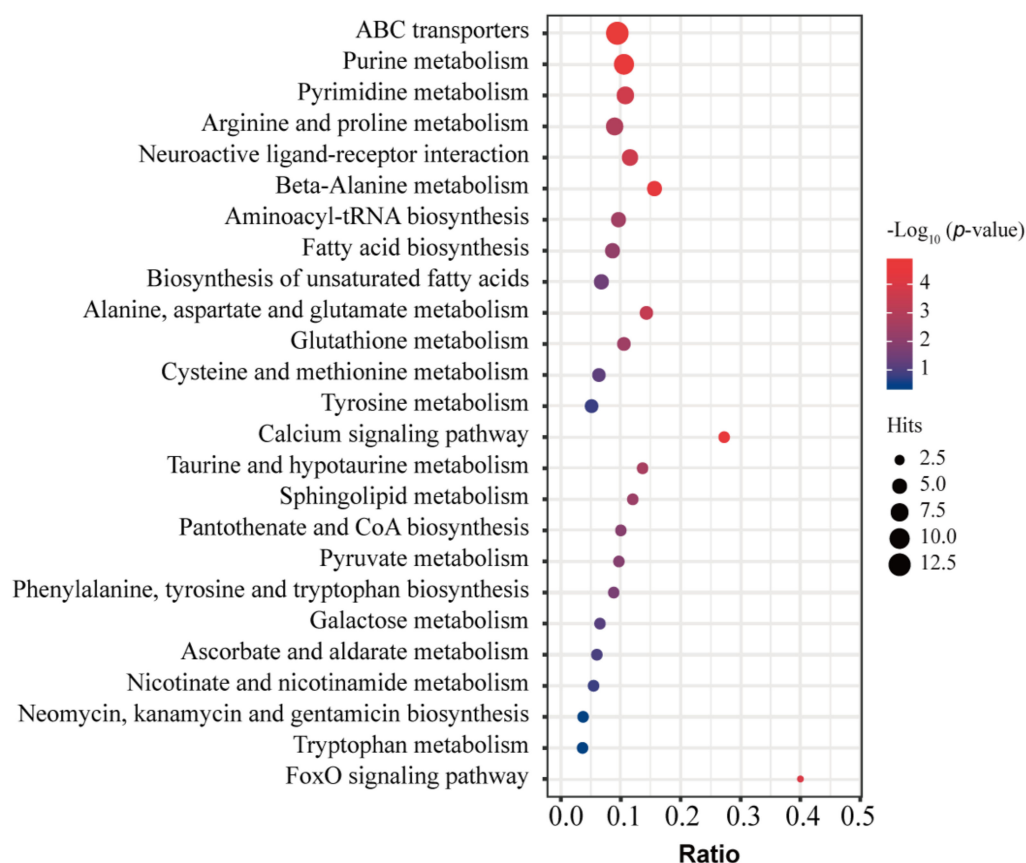 ABC transporters
Purine metabolism
Pyrimidine metabolism
Arginine and proline metabolism
Neuroactive ligand-receptor interaction
Beta-Alanine metabolism
Aminoacyl-tRNA biosynthesis
Fatty acid biosynthesis
Biosynthesis of unsaturated fatty acids
Alanine, aspartate and glutamate metabolism
Glutathione metabolism
Cysteine and methionine metabolism
Tyrosine metabolism
Calcium signaling pathway
Taurine and hypotaurine metabolism
Sphingolipid metabolism
Pantothenate and CoA biosynthesis
Pyruvate metabolism
Phenylalanine, tyrosine and tryptophan biosynthesis
Galactose metabolism
Ascorbate and aldarate metabolism
Nicotinate and nicotinamide metabolism
Neomycin, kanamycin and gentamicin biosynthesis
Tryptophan metabolism
FoxO signaling pathway
0.0 0.1 0.2 0.3 0.4 0.5
Ratio
-Log₁₀ (p-value)
4
3
2
1
Hits
2.5
5.0
7.5
10.0
12.5